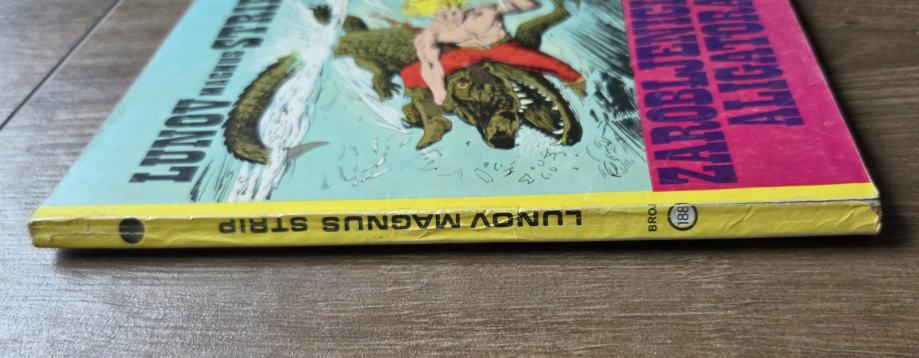 LUNOV MAGNUS STRIP
ZAROBLJENICI
ALIGATORA
LUNOV MAGNUS STRIP
BROJ
188